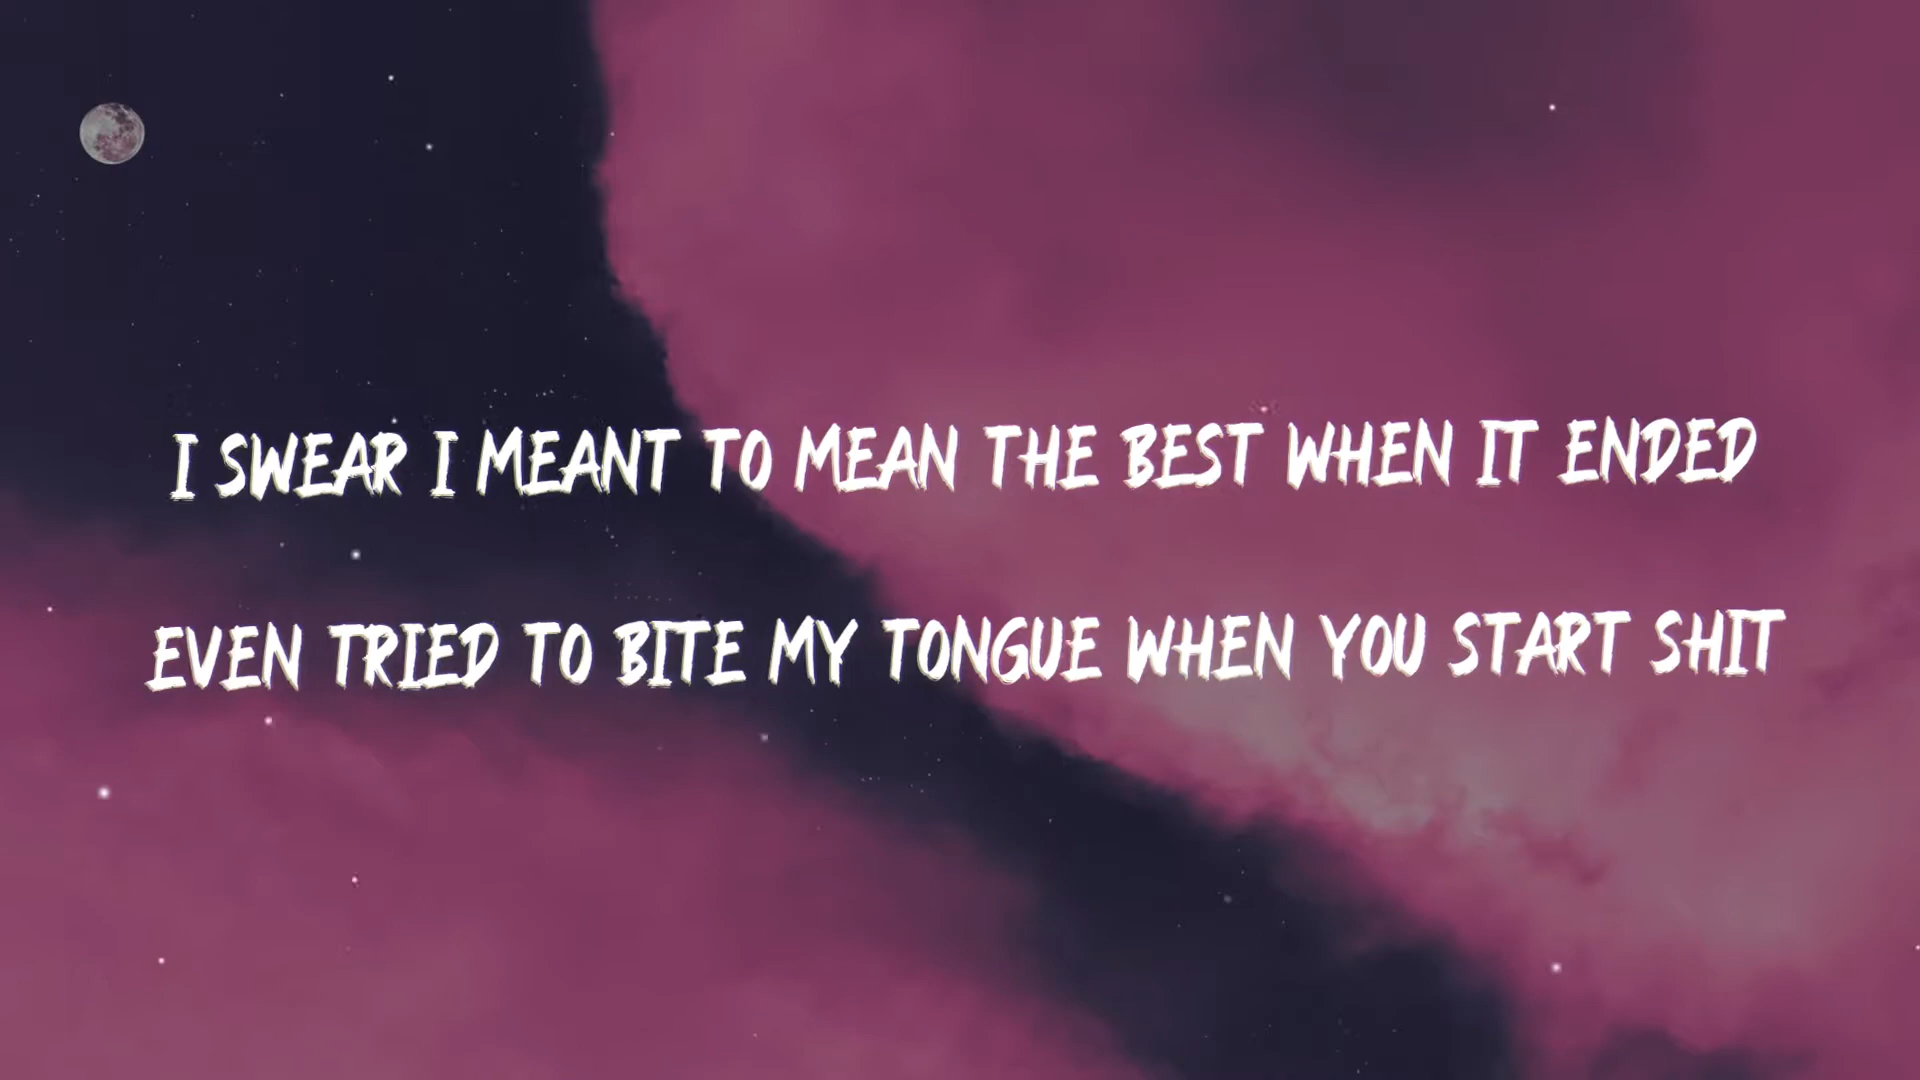 I SWEAR I MEANT TO MEAN THE BEST WHEN IT ENDED
EVEN TRIED TO BITE MY TONGUE WHEN YOU START SHIT